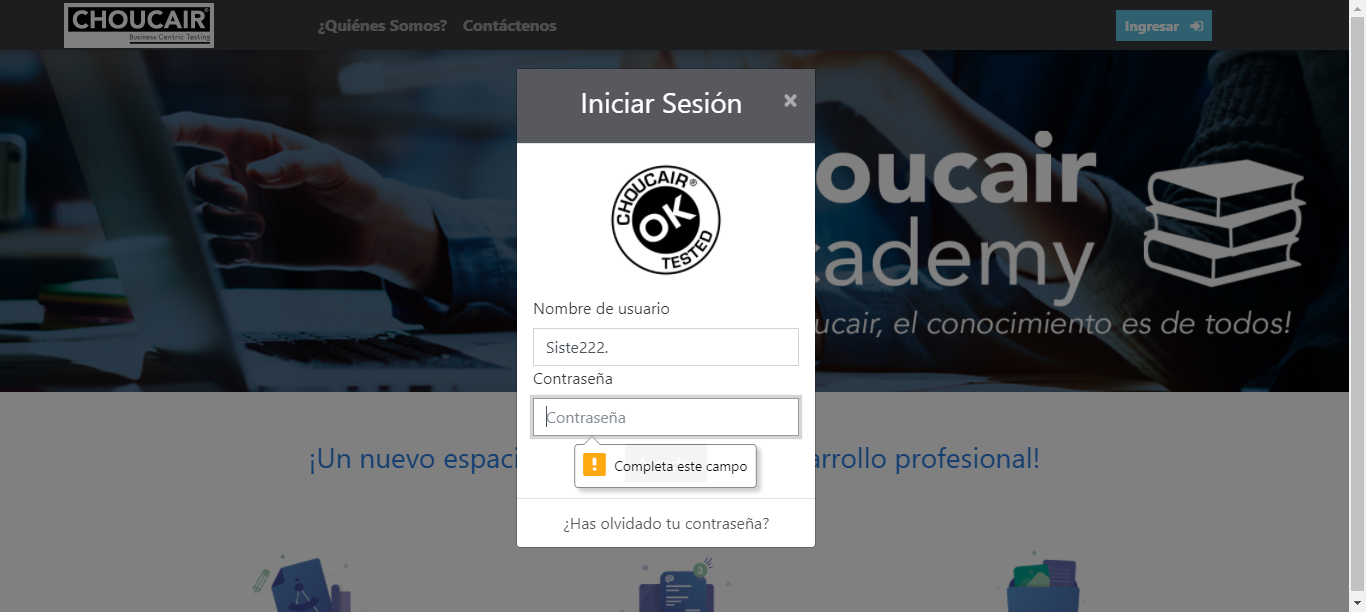 CHOUCAIR®
Business Centric Testing
¿Quiénes Somos? Contáctenos
Ingresar
Iniciar Sesión
×
CHOUCAIR®
OK
TESTED
oucair
cademy
ucair, el conocimiento es de todos!
Nombre de usuario
Siste222.
Contraseña
Contraseña
Completa este campo
¡Un nuevo espaci
rrollo profesional!
¿Has olvidado tu contraseña?